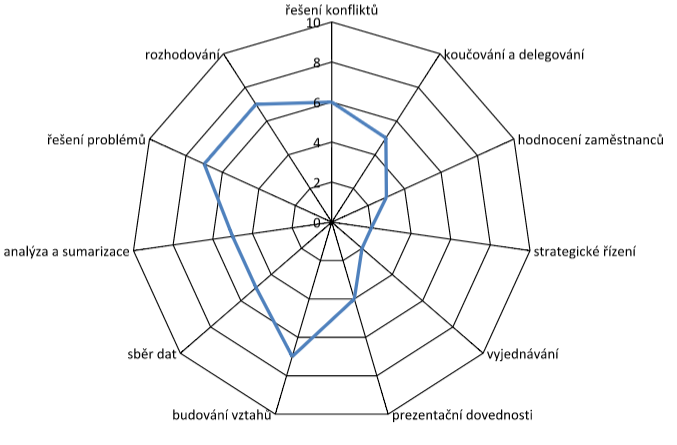 řešení konfliktů
10
rozhodování
koučování a delegování
8
6
řešení problémů
hodnocení zaměstnanců
4
2
0
analýza a sumarizace
strategické řízení
sběr dat
vyjednávání
budování vztahů
prezentační dovednosti